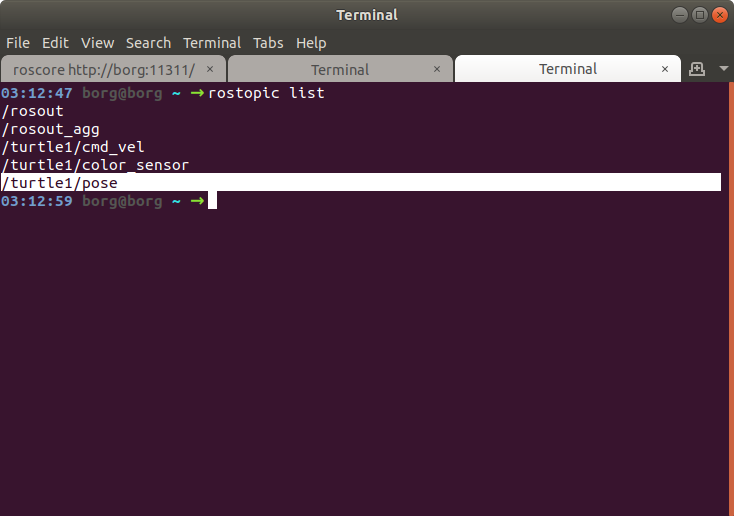 Terminal
File Edit View Search Terminal Tabs Help
roscore http://borg:11311/ × Terminal × Terminal ×
03:12:47 borg@borg ~ →rostopic list
/rosout
/rosout_agg
/turtle1/cmd_vel
/turtle1/color_sensor
/turtle1/pose
03:12:59 borg@borg ~ →